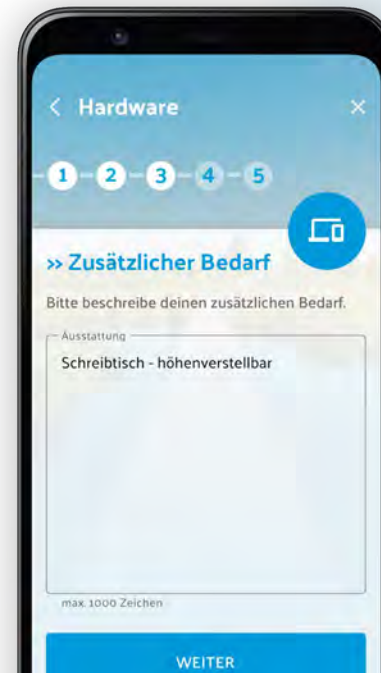 Hardware
1 2 3 4 5
» Zusätzlicher Bedarf
Bitte beschreibe deinen zusätzlichen Bedarf.
Ausstattung
Schreibtisch - höhenverstellbar
max. 1000 Zeichen
WEITER